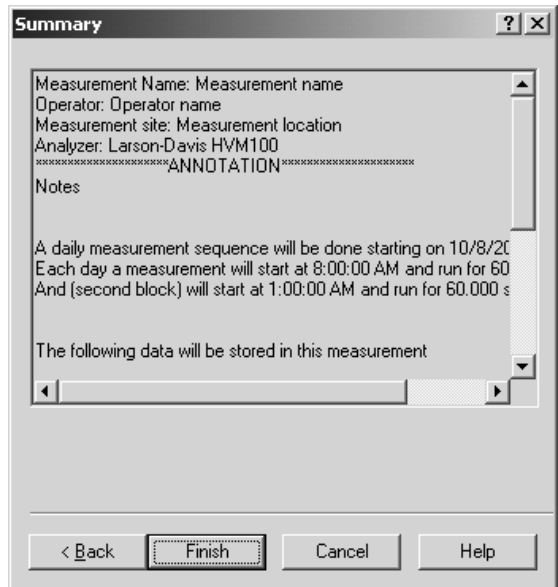 Summary
Measurement Name: Measurement name
Operator: Operator name
Measurement site: Measurement location
Analyzer: Larson-Davis HVM100
*********************ANNOTATION*********************
Notes
A daily measurement sequence will be done starting on 10/8/20
Each day a measurement will start at 8:00:00 AM and run for 60
And (second block) will start at 1:00:00 AM and run for 60.000 s
The following data will be stored in this measurement
< Back
Finish
Cancel
Help